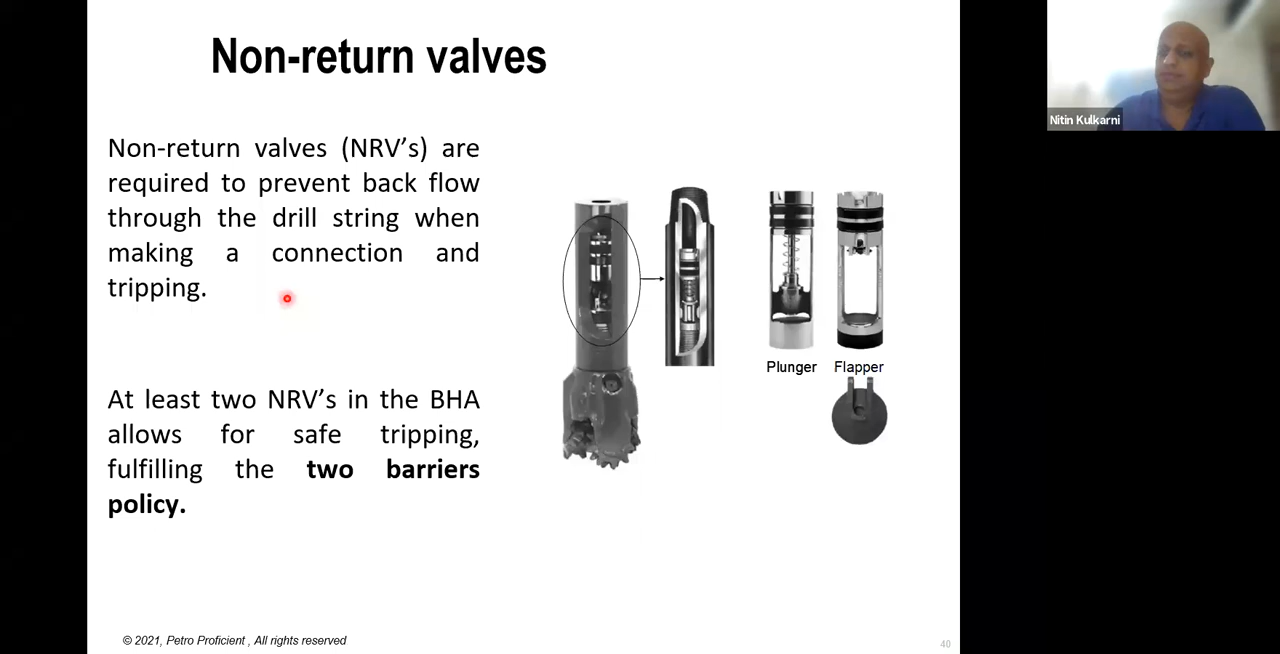 Non-return valves
Nitin Kulkarni
Non-return valves (NRV's) are
required to prevent back flow
through the drill string when
making a connection and
tripping.
Plunger
Flapper
At least two NRV's in the BHA
allows for safe tripping,
fulfilling the two barriers
policy.
© 2021, Petro Proficient , All rights reserved
40